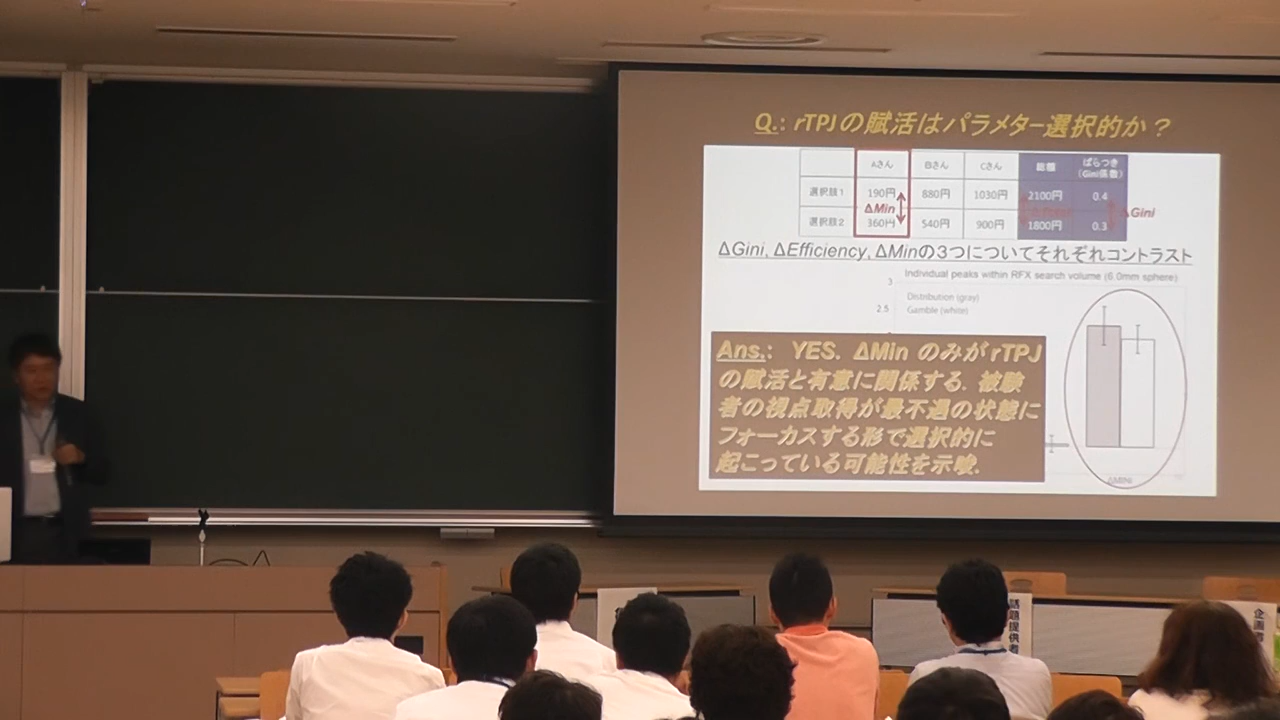 Q.: rTPJの賦活はパラメター選択的か？
Aさん Bさん Cさん 総額 ばらつき
(Gini係数)
選択肢1 190円 880円 1030円 2100円 0.4
ΔMin ΔGini
選択肢2 360円 540円 900円 1800円 0.3
ΔGini, ΔEfficiency, ΔMinの3つについてそれぞれコントラスト
Individual peaks within RFX search volume (6.0mm sphere)
3
Distribution (gray)
2.5
Gamble (white)
Ans.: YES. ΔMin のみがrTPJ
の賦活と有意に関係する. 被験
者の視点取得が最不遇の状態に
フォーカスする形で選択的に
起こっている可能性を示唆.
ΔMINI
話題提供者
企画者